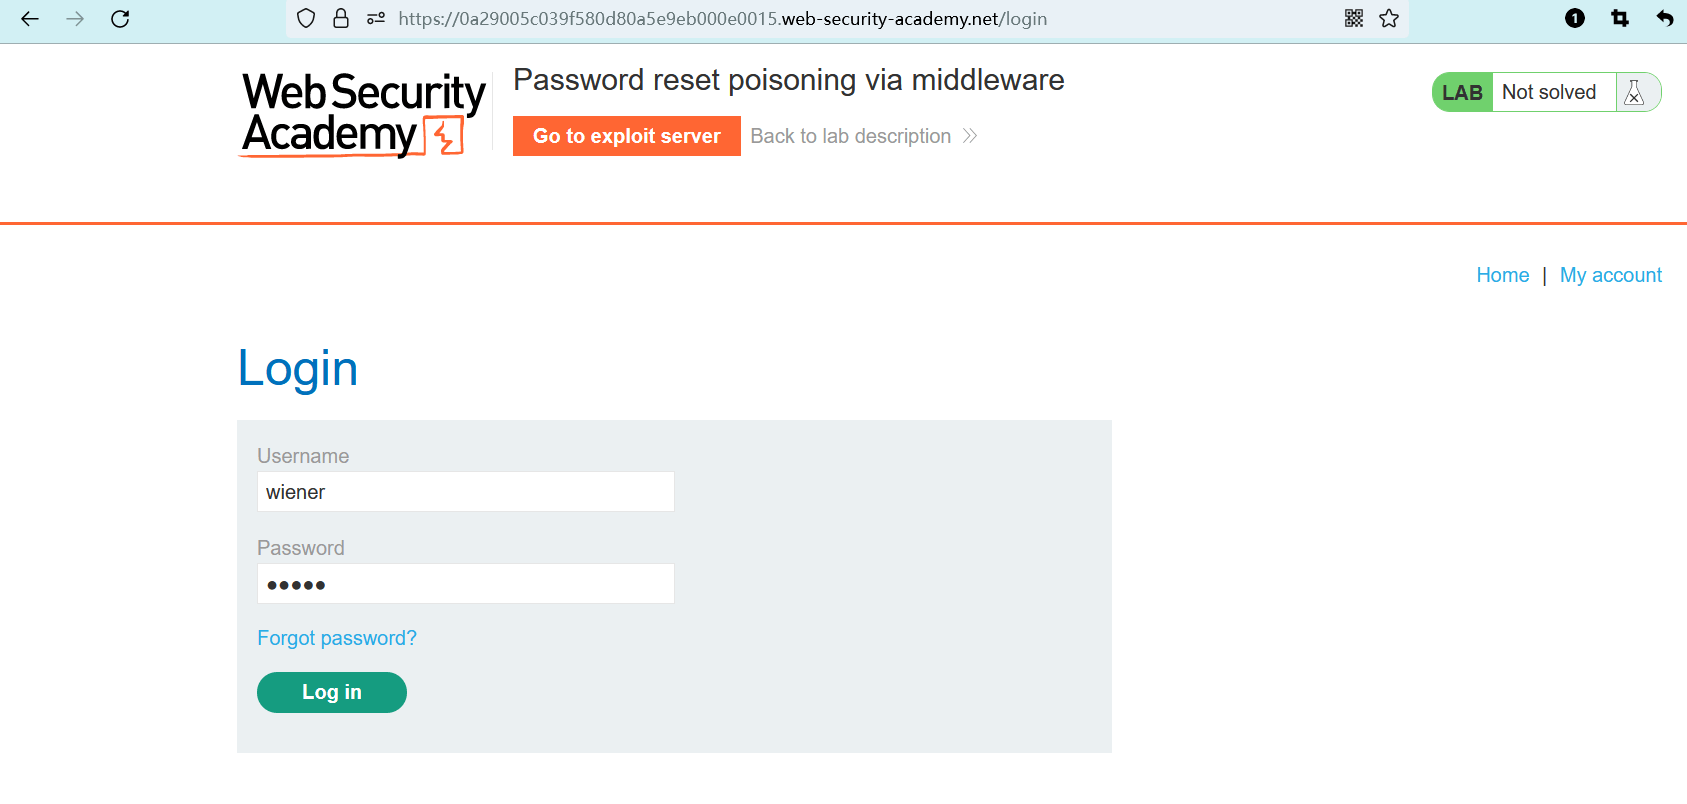 https://0a29005c039f580d80a5e9eb000e0015.web-security-academy.net/login
1
Web Security
Academy
Password reset poisoning via middleware
Go to exploit server
Back to lab description
LAB
Not solved
Home | My account
Login
Username
wiener
Password
•••••
Forgot password?
Log in